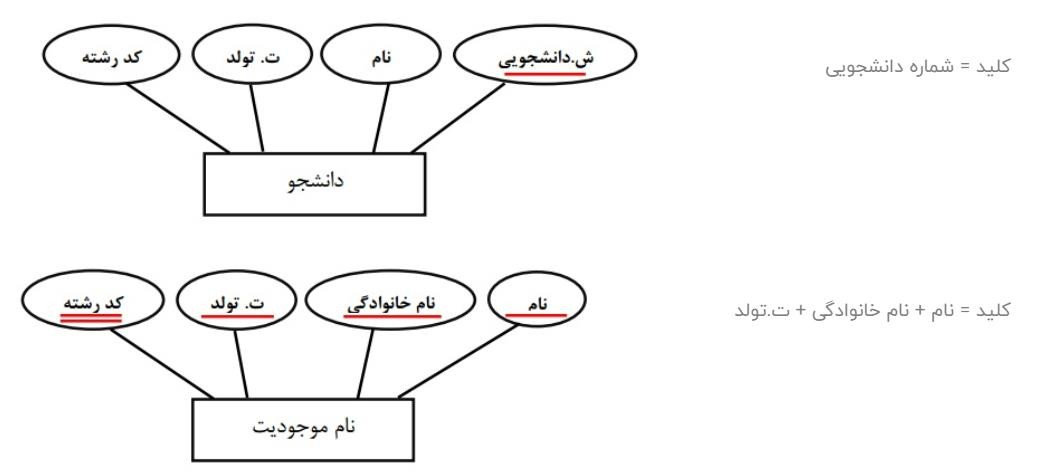 ش.دانشجویی
نام
ت. تولد
کد رشته
کلید = شماره دانشجویی
دانشجو
نام
نام خانوادگی
ت. تولد
کد رشته
کلید = نام + نام خانوادگی + ت.تولد
نام موجودیت